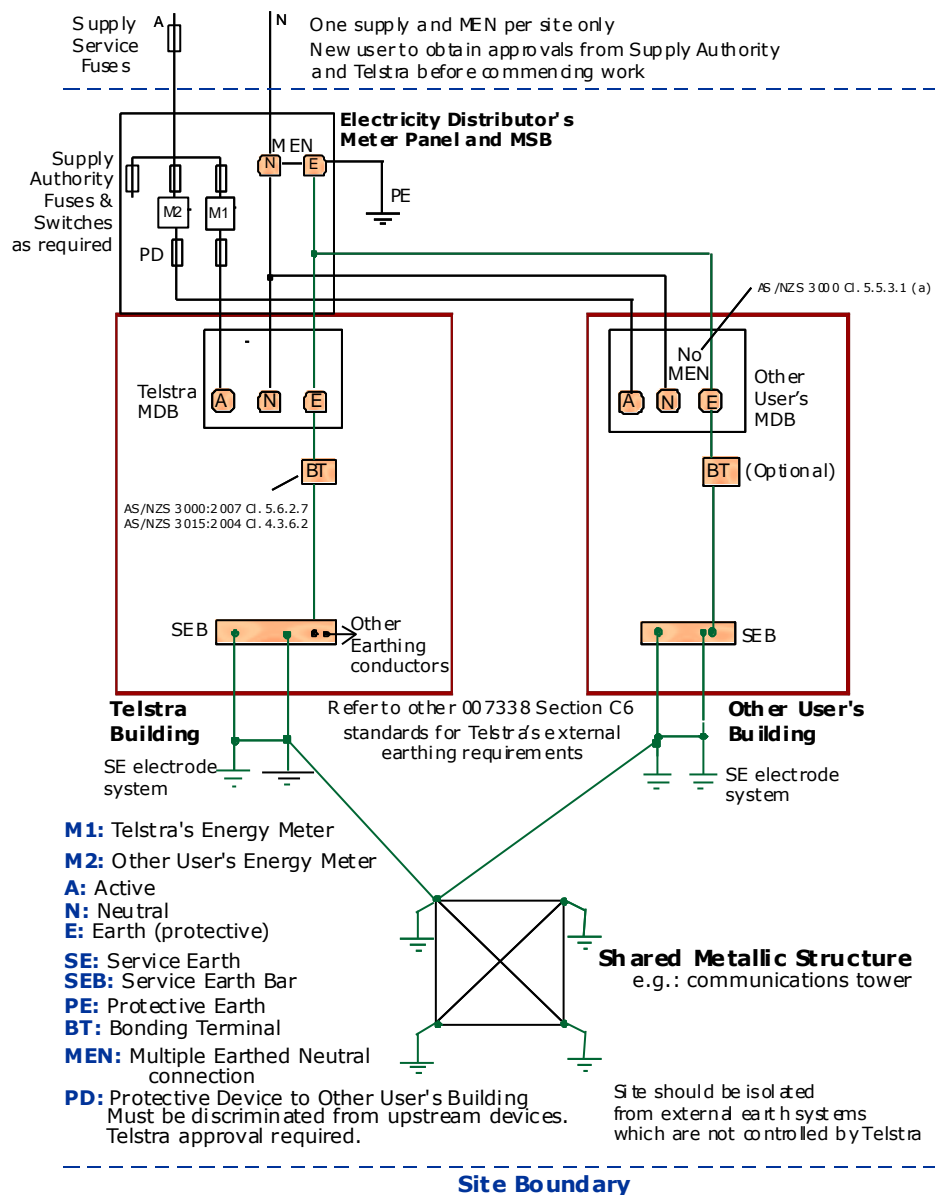 Supply
Service
Fuses
A
N
One supply and MEN per site only
New user to obtain approvals from Supply Authority
and Telstra before commencing work
Electricity Distributor's
Meter Panel and MSB
Supply
Authority
Fuses &
Switches
as required
MEN
N
E
PE
M2
M1
PD
AS/NZS 3000 Cl. 5.5.3.1 (a)
Telstra
MDB
A
N
E
No
MEN
A
N
E
Other
User's
MDB
BT
BT
(Optional)
AS/NZS 3000:2007 Cl. 5.6.2.7
AS/NZS 3015:2004 Cl. 4.3.6.2
SEB
Other
Earthing
conductors
SEB
Telstra
Building
Refer to other 007338 Section C6
standards for Telstra's external
earthing requirements
Other User's
Building
SE electrode
system
SE electrode
system
M1: Telstra's Energy Meter
M2: Other User's Energy Meter
A: Active
N: Neutral
E: Earth (protective)
SE: Service Earth
SEB: Service Earth Bar
PE: Protective Earth
BT: Bonding Terminal
MEN: Multiple Earthed Neutral
connection
PD: Protective Device to Other User's Building
Must be discriminated from upstream devices.
Telstra approval required.
Shared Metallic Structure
e.g.: communications tower
Site should be isolated
from external earth systems
which are not controlled by Telstra
Site Boundary